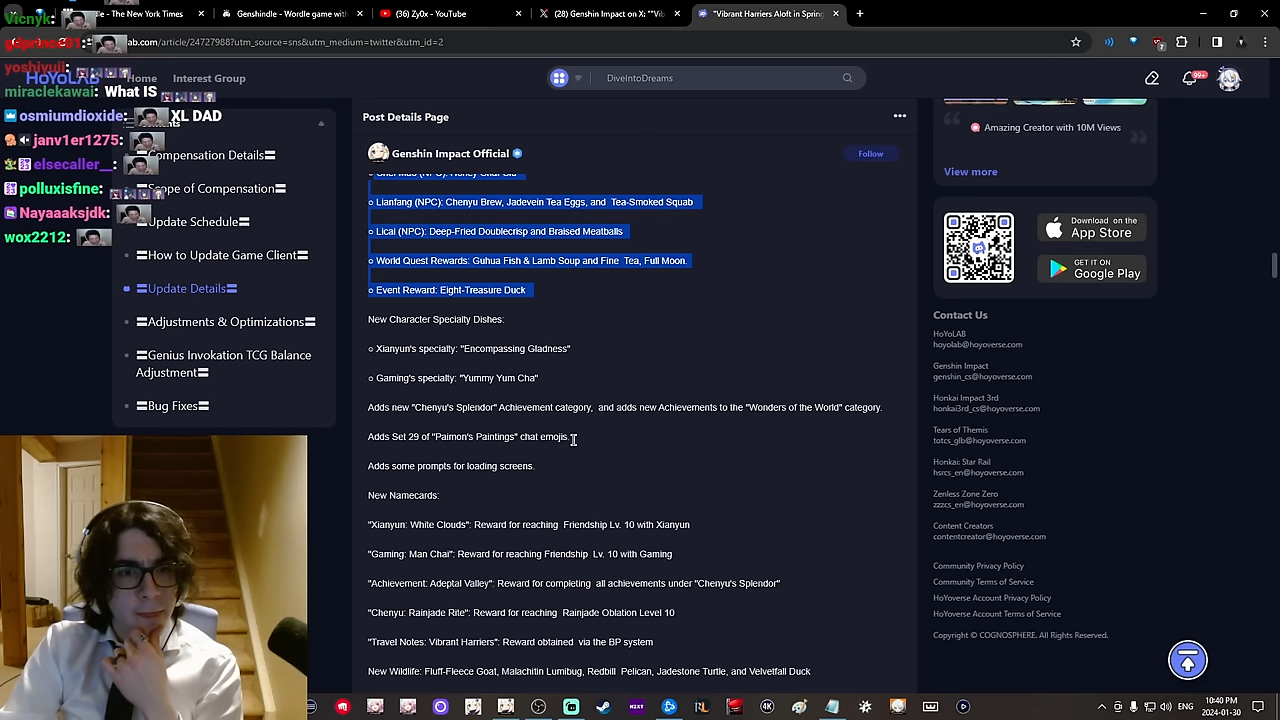 Wordle New York Tim
Genshindle - Wordle game with
(36) Zy0x
(28) Genshin Impact on X: "Vib
"Vibrant Harriers
Spring
lab.com/article/24727988?utm_source=sns&utm_medium=twitter&utm_id=2
Vicnyk:
yoshiyuii:
miraclekawai: What IS
osmiumdioxide: XL DAD
janv1er1275:
elsecaller__:
polluxisfine:
Nayaaaksjdk:
wox2212:
HoYoLAB
Home
Interest Group
DiveIntoDreams
99+
Compensation Details〓
Scope of Compensation〓
Update Schedule〓
〓How to Update Game Client〓
〓Update Details〓
〓Adjustments & Optimizations〓
〓Genius Invokation TCG Balance
Adjustment〓
〓Bug Fixes〓
Post Details Page
Genshin Impact Official
Follow
○ Lianfang (NPC): Chenyu Brew, Jadevein Tea Eggs, and Tea-Smoked Squab
○ Licai (NPC): Deep-Fried Doublecrisp and Braised Meatballs
○ World Quest Rewards: Guhua Fish & Lamb Soup and Fine Tea, Full Moon.
○ Event Reward: Eight-Treasure Duck
New Character Specialty Dishes:
○ Xianyun's specialty: "Encompassing Gladness"
○ Gaming's specialty: "Yummy Yum Cha"
Adds new "Chenyu's Splendor" Achievement category, and adds new Achievements to the "Wonders of the World" category.
Adds Set 29 of "Paimon's Paintings" chat emojis.
Adds some prompts for loading screens.
New Namecards:
"Xianyun: White Clouds": Reward for reaching Friendship Lv. 10 with Xianyun
"Gaming: Man Chai": Reward for reaching Friendship Lv. 10 with Gaming
"Achievement: Adeptal Valley": Reward for completing all achievements under "Chenyu's Splendor"
"Chenyu: Rainjade Rite": Reward for reaching Rainjade Oblation Level 10
"Travel Notes: Vibrant Harriers": Reward obtained via the BP system
New Wildlife: Fluff-Fleece Goat, Malachitin Lumibug, Redbill Pelican, Jadestone Turtle, and Velvetfall Duck
Amazing Creator with 10M Views
View more
Download on the
App Store
GET IT ON
Google Play
Contact Us
HoYoLAB
hoyolab@hoyoverse.com
Genshin Impact
genshin_cs@hoyoverse.com
Honkai Impact 3rd
honkai3rd_cs@hoyoverse.com
Tears of Themis
totcs_glb@hoyoverse.com
Honkai: Star Rail
hsrcs_en@hoyoverse.com
Zenless Zone Zero
zzzcs_en@hoyoverse.com
Content Creators
contentcreator@hoyoverse.com
Community Privacy Policy
Community Terms of Service
HoYoverse Account Privacy Policy
HoYoverse Account Terms of Service
Copyright © COGNOSPHERE. All Rights Reserved.
NEXT
RL
4K
ENG
10:40 PM
2024-01-30